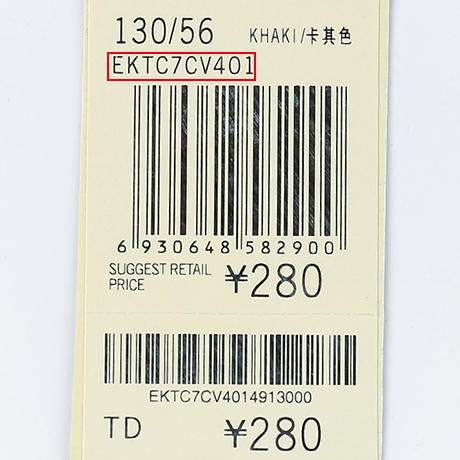 130/56 KHAKI/卡其色
EKTC7CV401
6 930648 582900
SUGGEST RETAIL
PRICE ¥280
EKTC7CV4014913000
TD ¥280